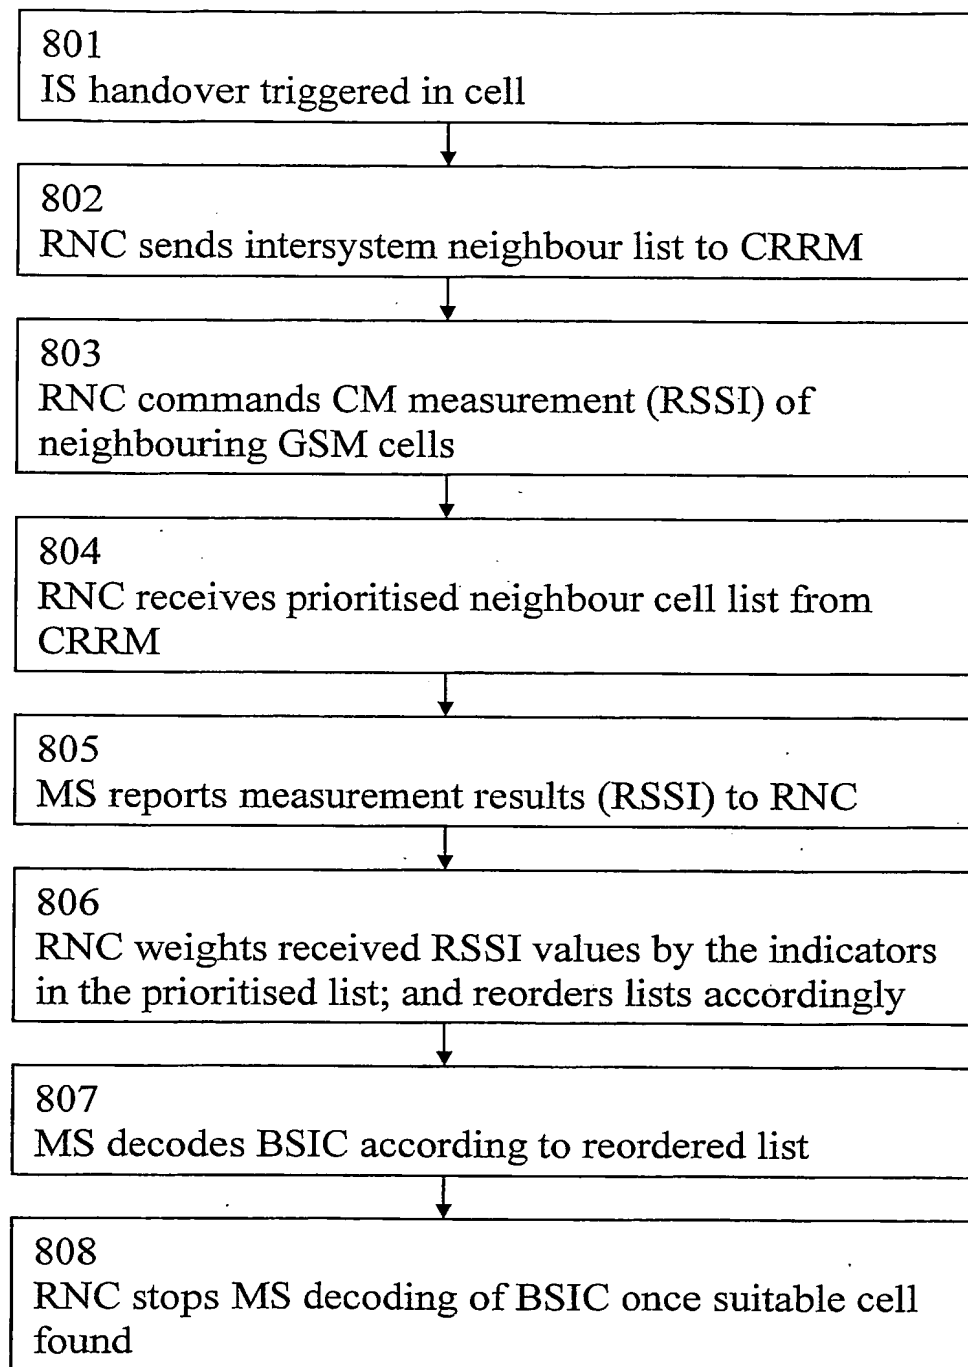 801
IS handover triggered in cell
802
RNC sends intersystem neighbour list to CRRM
803
RNC commands CM measurement (RSSI) of
neighbouring GSM cells
804
RNC receives prioritised neighbour cell list from
CRRM
805
MS reports measurement results (RSSI) to RNC
806
RNC weights received RSSI values by the indicators
in the prioritised list; and reorders lists accordingly
807
MS decodes BSIC according to reordered list
808
RNC stops MS decoding of BSIC once suitable cell
found